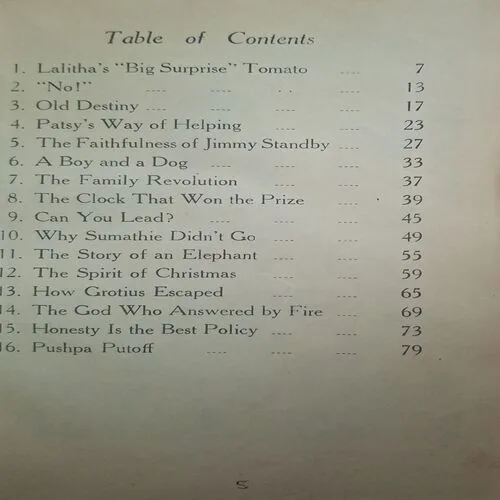 Table of Contents
1. Lalitha's "Big Surprise" Tomato .... 7
2. "No!" .... .... .. .... 13
3. Old Destiny .... .... .... 17
4. Patsy's Way of Helping .... .... 23
5. The Faithfulness of Jimmy Standby .... 27
6. A Boy and a Dog .... .... .... 33
7. The Family Revolution .... .... 37
8. The Clock That Won the Prize .... 39
9. Can You Lead? .... .... .... 45
10. Why Sumathie Didn't Go .... .... 49
11. The Story of an Elephant .... .... 55
12. The Spirit of Christmas .... .... 59
13. How Grotius Escaped .... .... 65
14. The God Who Answered by Fire .... 69
15. Honesty Is the Best Policy .... .... 73
16. Pushpa Putoff .... .... .... 79
5